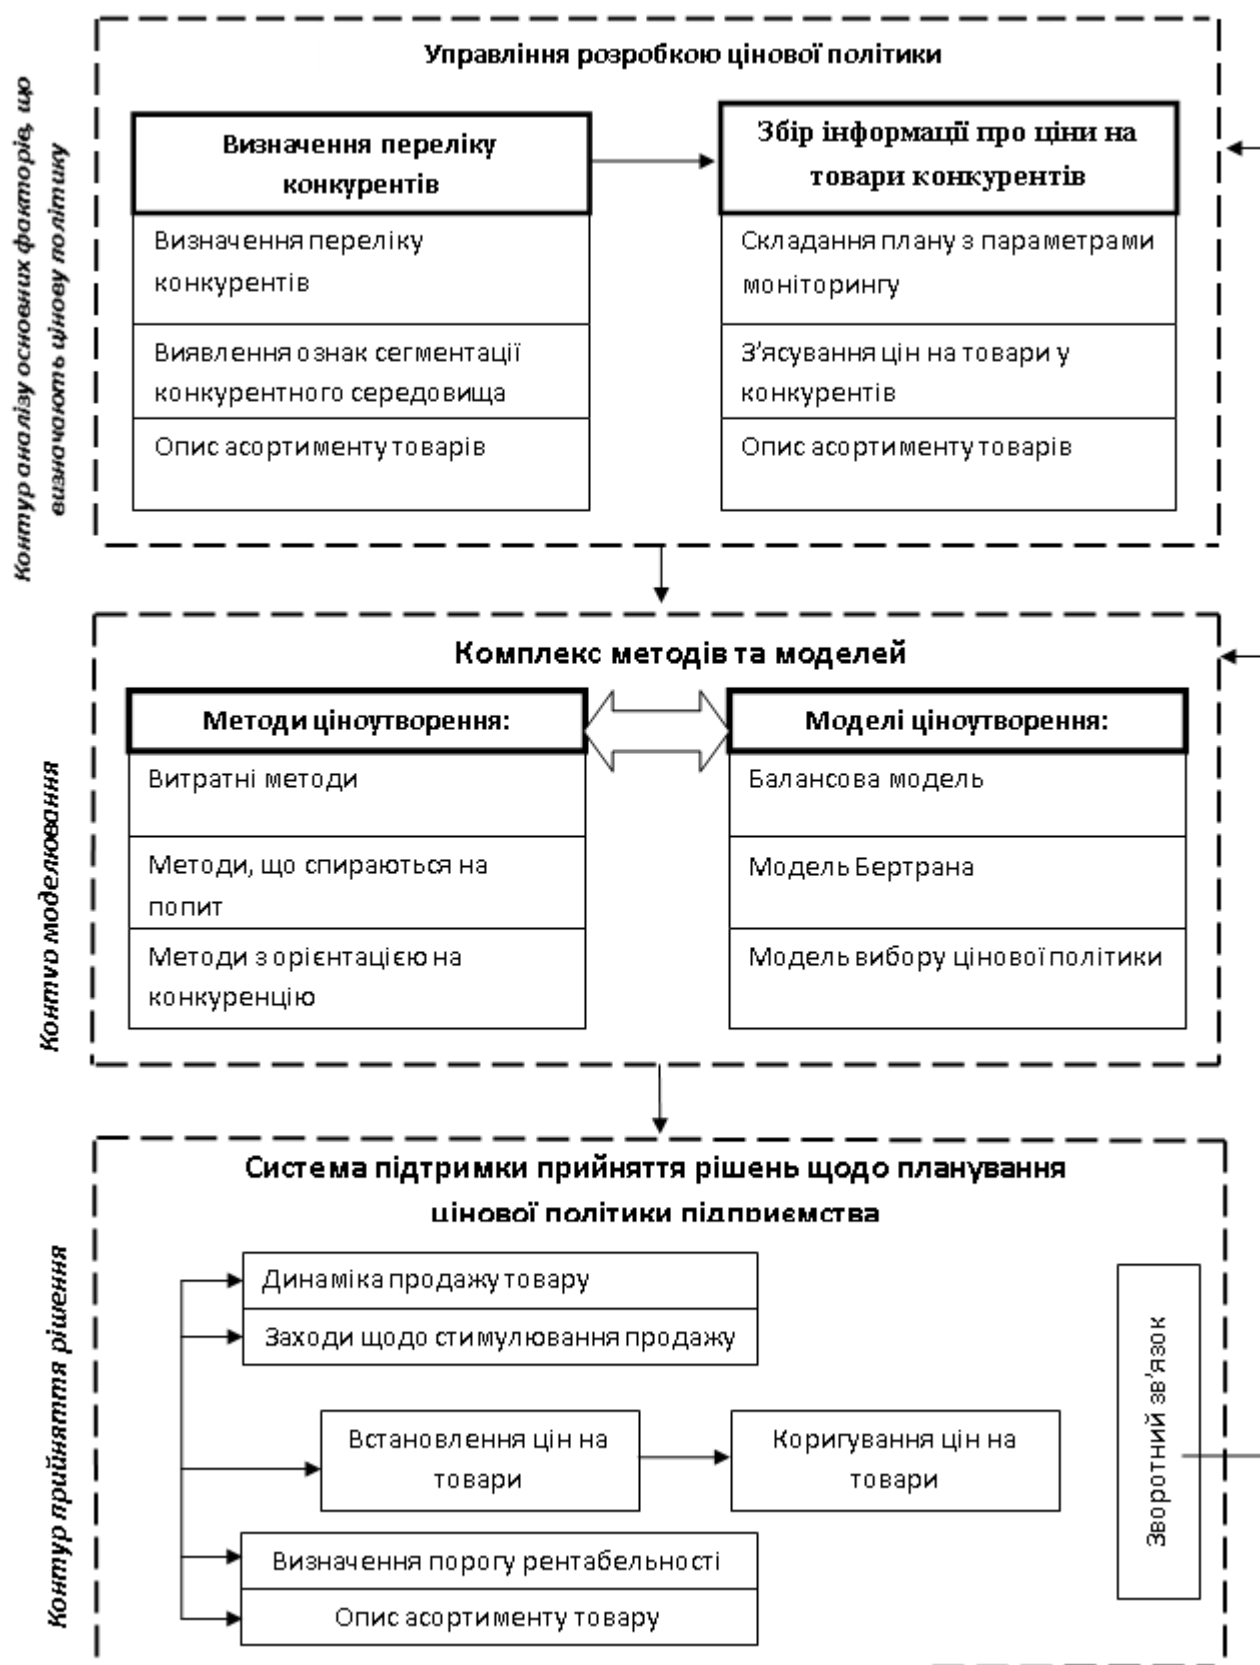 Контур аналізу основних факторів, що
визначають цінову політику
Управління розробкою цінової політики
Визначення переліку
конкурентів
Визначення переліку
конкурентів
Виявлення ознак сегментації
конкурентного середовища
Опис асортименту товарів
Збір інформації про ціни на
товари конкурентів
Складання плану з параметрами
моніторингу
З'ясування цін на товари у
конкурентів
Опис асортименту товарів
Контур моделювання
Комплекс методів та моделей
Методи ціноутворення:
Витратні методи
Методи, що спираються на
попит
Методи з орієнтацією на
конкуренцію
Моделі ціноутворення:
Балансова модель
Модель Бертрана
Модель вибору цінової політики
Контур прийняття рішення
Система підтримки прийняття рішень щодо планування
цінової політики підприємства
Динаміка продажу товару
Заходи щодо стимулювання продажу
Встановлення цін на
товари
Коригування цін на
товари
Визначення порогу рентабельності
Опис асортименту товару
Зворотний зв'язок